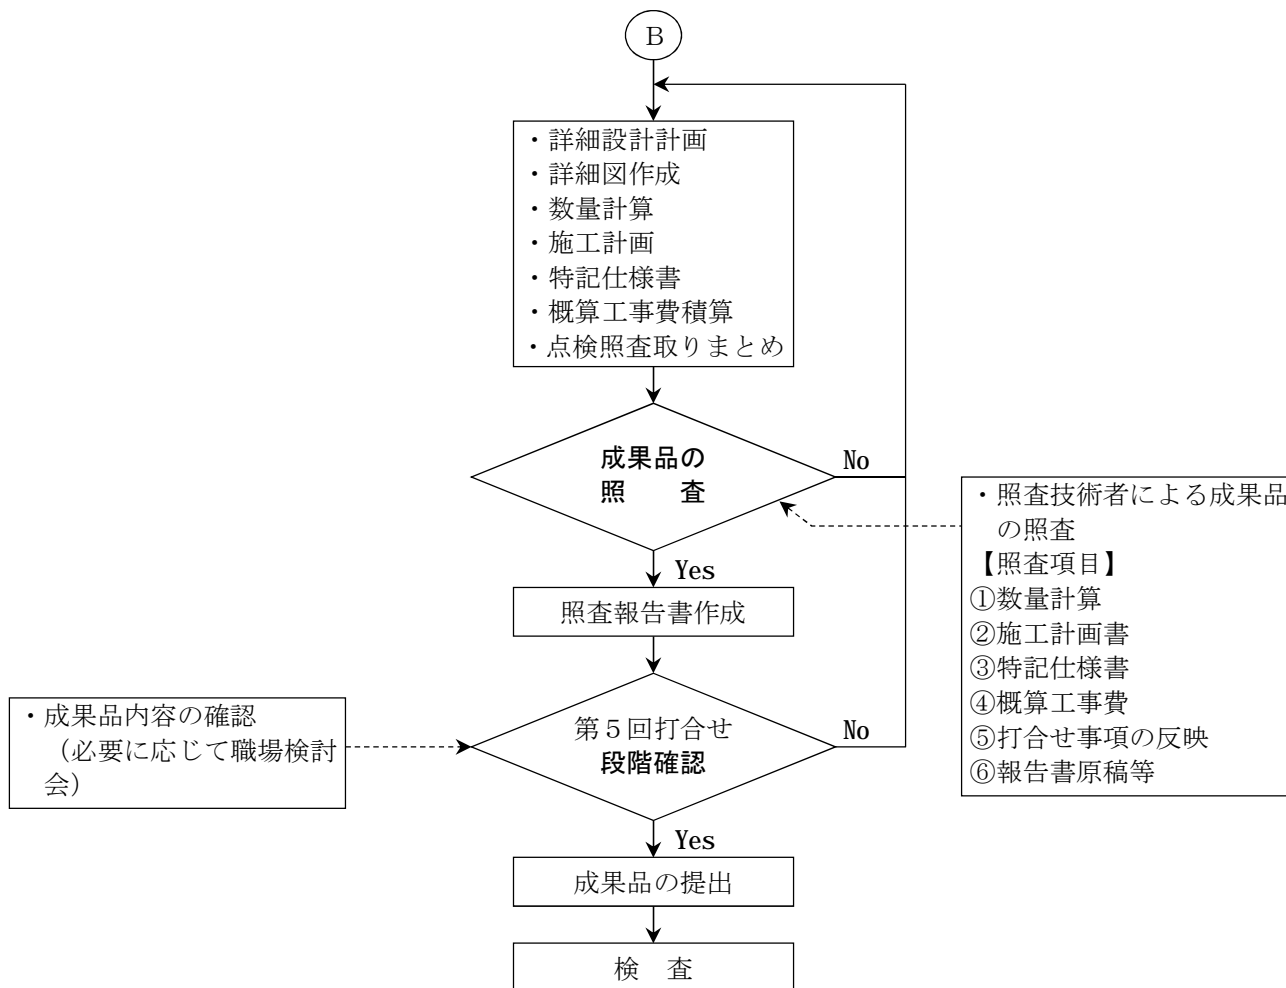 B
・詳細設計計画
・詳細図作成
・数量計算
・施工計画
・特記仕様書
・概算工事費積算
・点検照査取りまとめ
成果品の
照　　査
No
Yes
・照査技術者による成果品
の照査
【照査項目】
①数量計算
②施工計画書
③特記仕様書
④概算工事費
⑤打合せ事項の反映
⑥報告書原稿等
照査報告書作成
・成果品内容の確認
（必要に応じて職場検討
会）
第５回打合せ
段階確認
No
Yes
成果品の提出
検　査